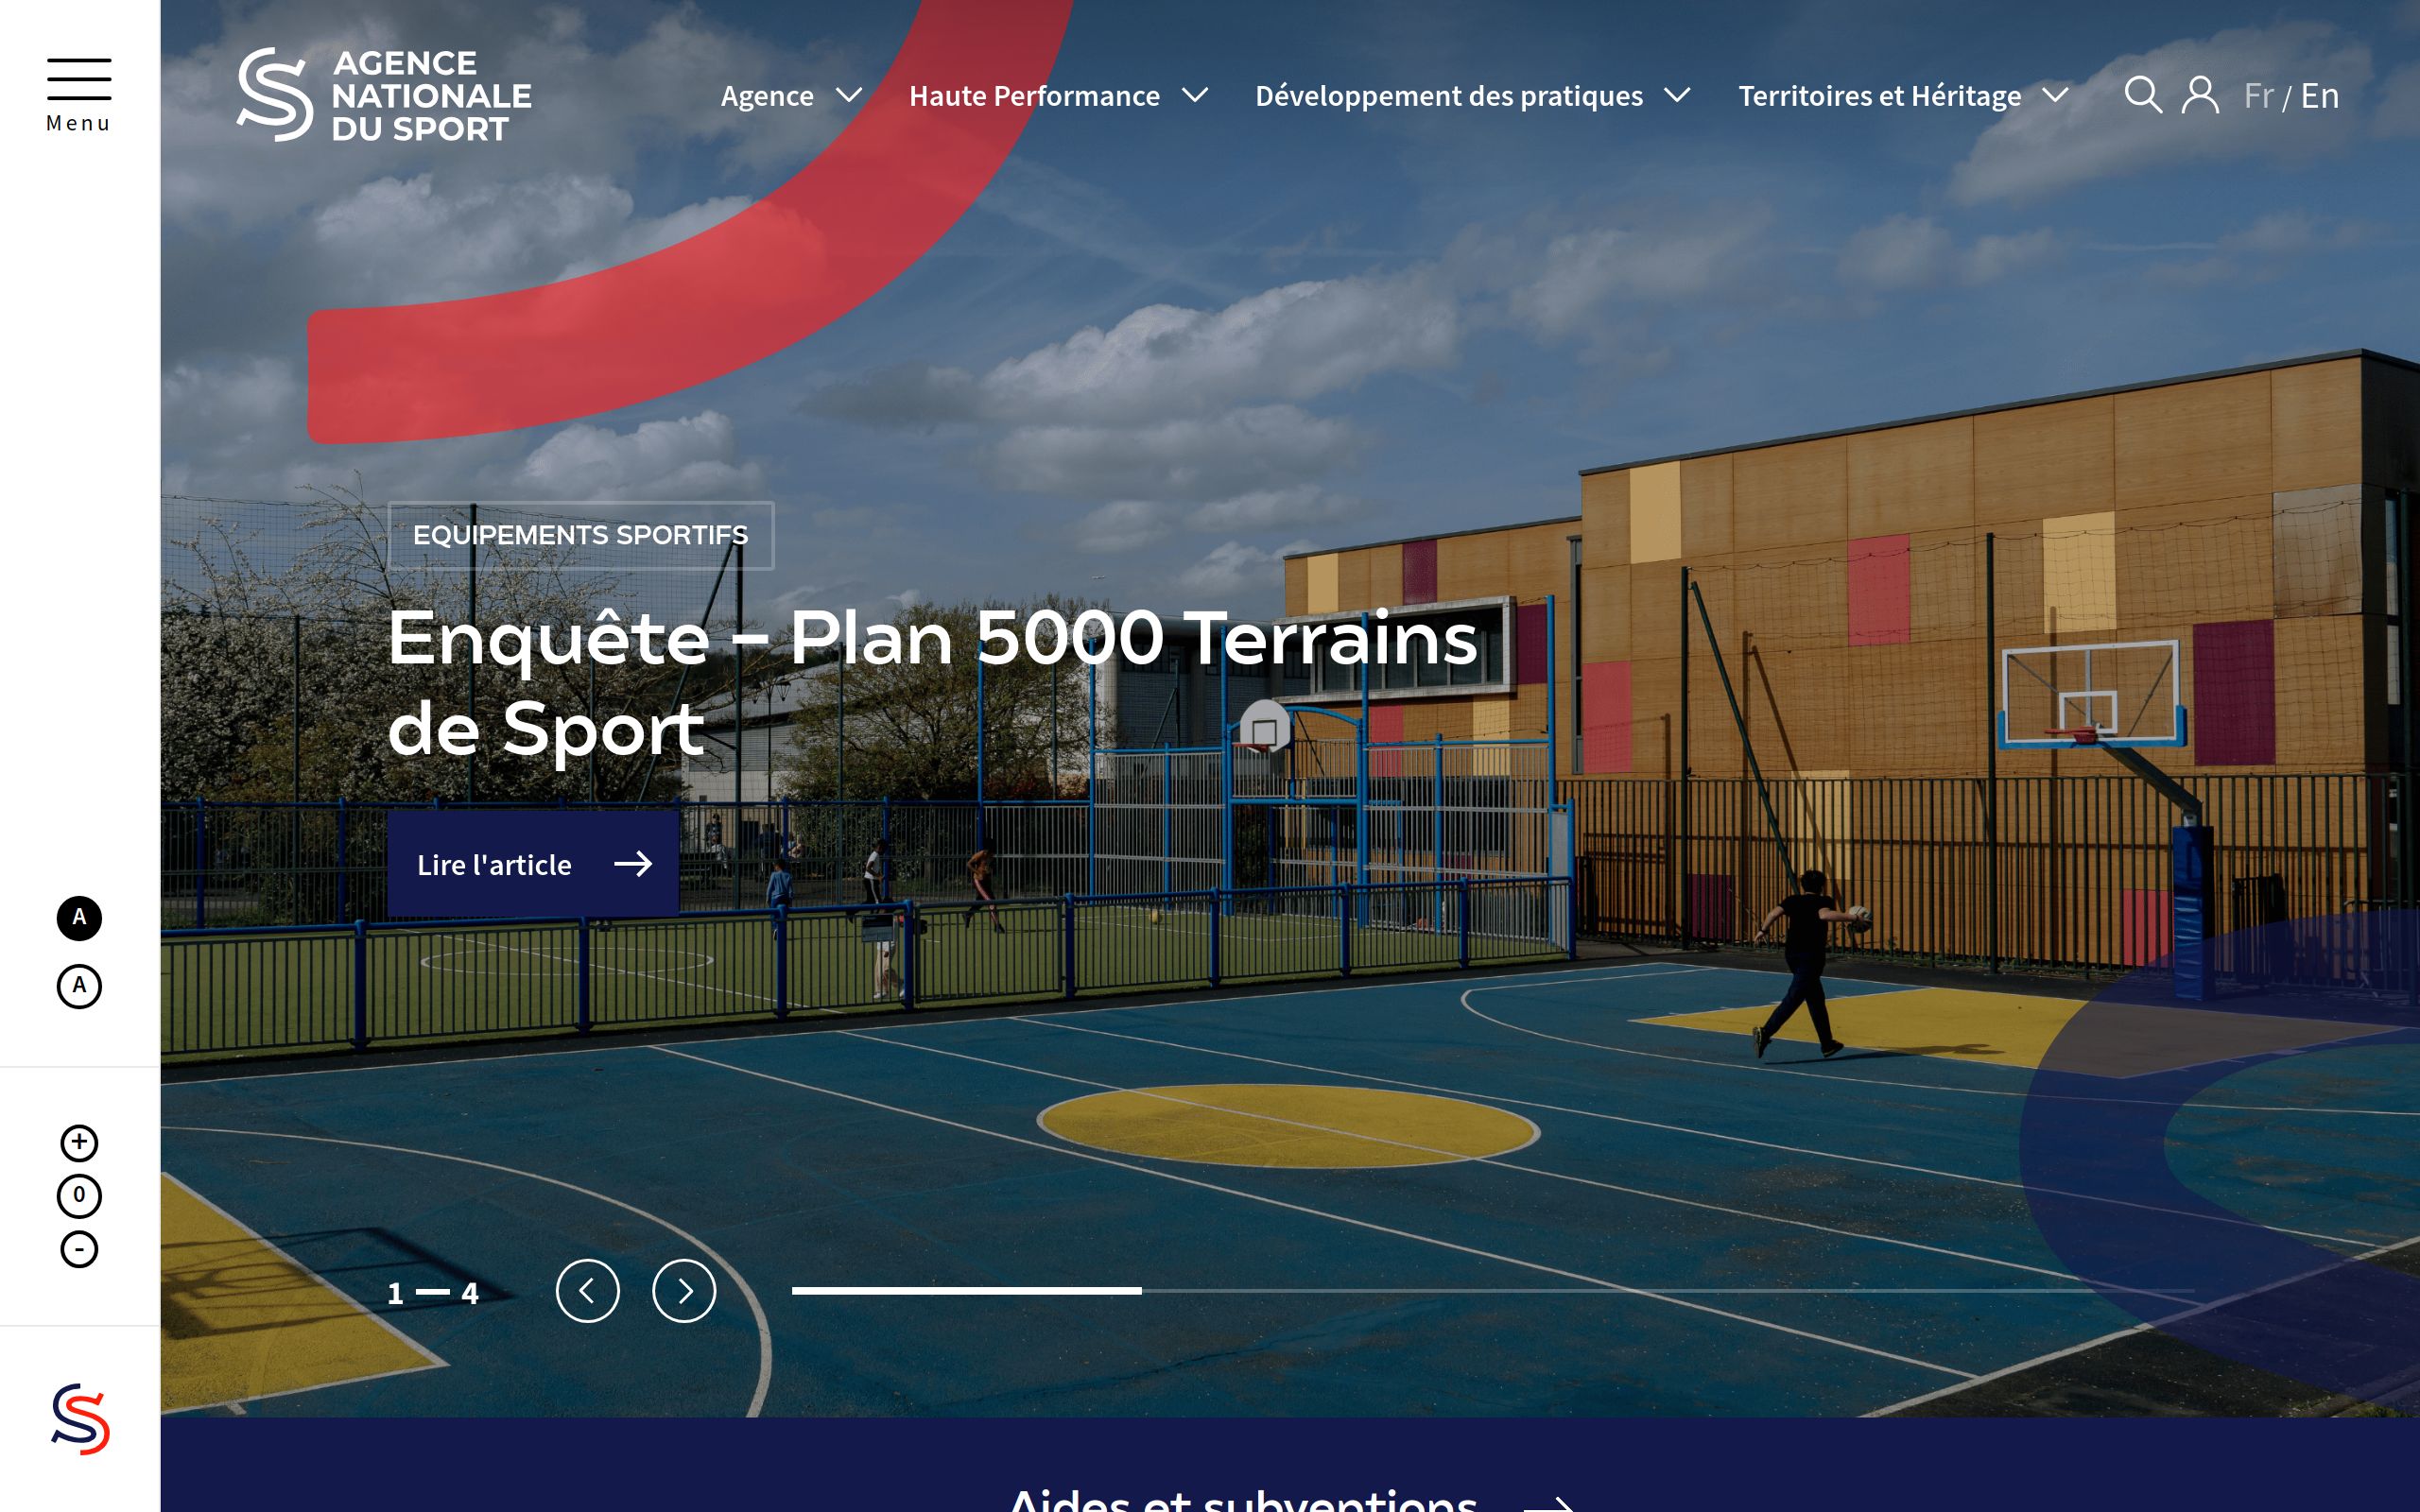 Menu
AGENCE
NATIONALE
DU SPORT
Agence
Haute Performance
Développement des pratiques
Territoires et Héritage
Fr / En
EQUIPEMENTS SPORTIFS
Enquête – Plan 5000 Terrains
de Sport
Lire l'article
A
A
+
0
-
1 — 4
Aides et subventions